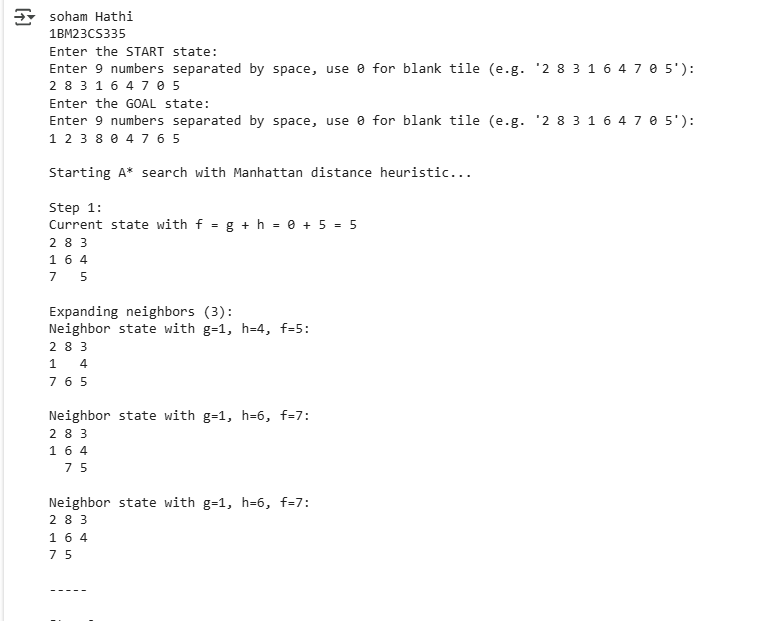 soham Hathi
1BM23CS335
Enter the START state:
Enter 9 numbers separated by space, use 0 for blank tile (e.g. '2 8 3 1 6 4 7 0 5'):
2 8 3 1 6 4 7 0 5
Enter the GOAL state:
Enter 9 numbers separated by space, use 0 for blank tile (e.g. '2 8 3 1 6 4 7 0 5'):
1 2 3 8 0 4 7 6 5

Starting A* search with Manhattan distance heuristic...

Step 1:
Current state with f = g + h = 0 + 5 = 5
2 8 3
1 6 4
7   5

Expanding neighbors (3):
Neighbor state with g=1, h=4, f=5:
2 8 3
1   4
7 6 5

Neighbor state with g=1, h=6, f=7:
2 8 3
1 6 4
  7 5

Neighbor state with g=1, h=6, f=7:
2 8 3
1 6 4
7 5

-----